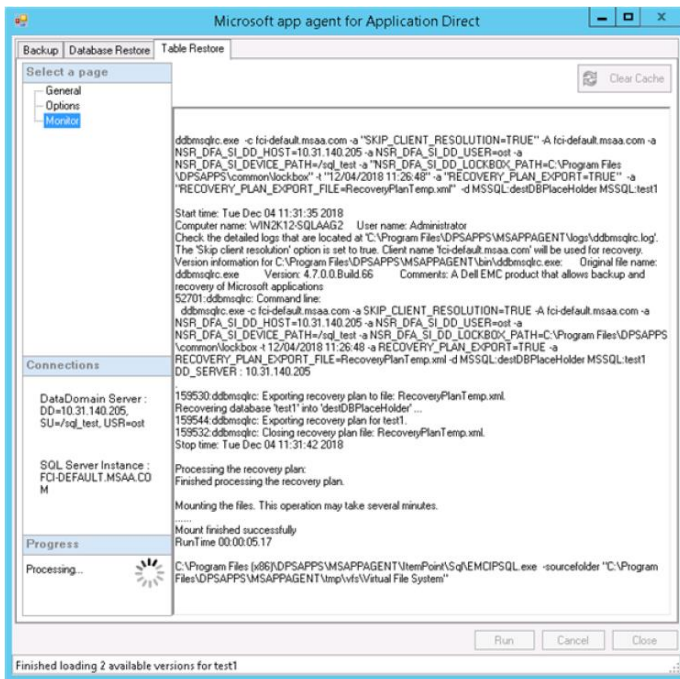 Microsoft app agent for Application Direct
Backup Database Restore Table Restore
Select a page
General
Options
Monitor
Clear Cache
ddbmsqlrc.exe -c fci-default.msaa.com -a "SKIP_CLIENT_RESOLUTION=TRUE" -A fci-default.msaa.com -a
NSR_DFA_SI_DD_HOST=10.31.140.205 -a NSR_DFA_SI_DD_USER=ost -a
NSR_DFA_SI_DEVICE_PATH=/sql_test -a "NSR_DFA_SI_DD_LOCKBOX_PATH=C:\Program Files
\DPSAPPS\common\lockbox" -t "12/04/2018 11:26:48" -a "RECOVERY_PLAN_EXPORT=TRUE" -a
"RECOVERY_PLAN_EXPORT_FILE=RecoveryPlanTemp.xml" -d MSSQL:destDBPlaceHolder MSSQL:test1
Start time: Tue Dec 04 11:31:35 2018
Computer name: WIN2K12-SQLAAG2 User name: Administrator
Check the detailed logs that are located at 'C:\Program Files\DPSAPPS\MSAPPAGENT\logs\ddbmsqlrc.log'.
The 'Skip client resolution' option is set to true. Client name 'fci-default.msaa.com' will be used for recovery.
Version information for C:\Program Files\DPSAPPS\MSAPPAGENT\bin\ddbmsqlrc.exe: Original file name:
ddbmsqlrc.exe Version: 4.7.0.0.Build.66 Comments: A Dell EMC product that allows backup and
recovery of Microsoft applications
52701:ddbmsqlrc: Command line:
ddbmsqlrc.exe -c fci-default.msaa.com -a SKIP_CLIENT_RESOLUTION=TRUE -A fci-default.msaa.com -a
NSR_DFA_SI_DD_HOST=10.31.140.205 -a NSR_DFA_SI_DD_USER=ost -a
NSR_DFA_SI_DEVICE_PATH=/sql_test -a NSR_DFA_SI_DD_LOCKBOX_PATH=C:\Program Files\DPSAPPS
\common\lockbox -t 12/04/2018 11:26:48 -a RECOVERY_PLAN_EXPORT=TRUE -a
RECOVERY_PLAN_EXPORT_FILE=RecoveryPlanTemp.xml -d MSSQL:destDBPlaceHolder MSSQL:test1
DD_SERVER : 10.31.140.205
.
159530:ddbmsqlrc: Exporting recovery plan to file: RecoveryPlanTemp.xml.
Recovering database 'test1' into 'destDBPlaceHolder' ...
159544:ddbmsqlrc: Exporting recovery plan for test1.
159532:ddbmsqlrc: Closing recovery plan file: RecoveryPlanTemp.xml.
Stop time: Tue Dec 04 11:31:42 2018
Processing the recovery plan:
Finished processing the recovery plan.
Mounting the files. This operation may take several minutes.
......
Mount finished successfully
RunTime 00:00:05.17
C:\Program Files (x86)\DPSAPPS\MSAPPAGENT\ItemPoint\Sql\EMCIPSQL.exe -sourcefolder "C:\Program
Files\DPSAPPS\MSAPPAGENT\tmp\vfs\Virtual File System"
Connections
DataDomain Server :
DD=10.31.140.205,
SU=/sql_test, USR=ost
SQL Server Instance :
FCI-DEFAULT.MSAA.CO
M
Progress
Processing...
Run Cancel Close
Finished loading 2 available versions for test1